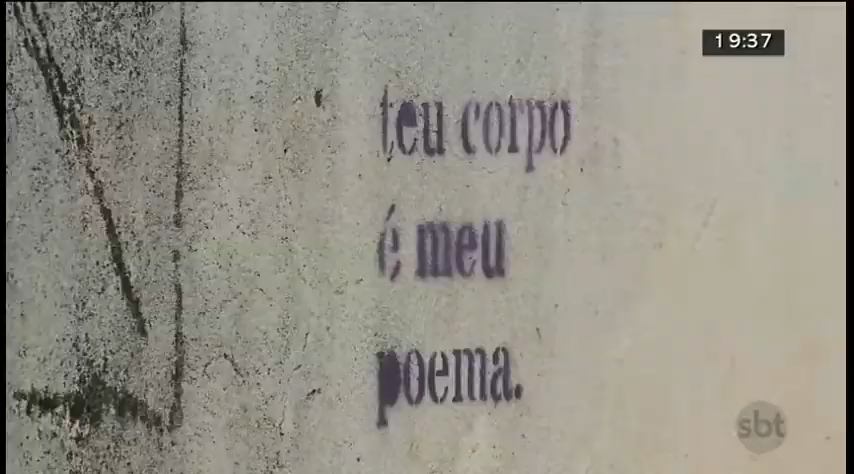 19:37
teu corpo
é meu
poema.
sbt